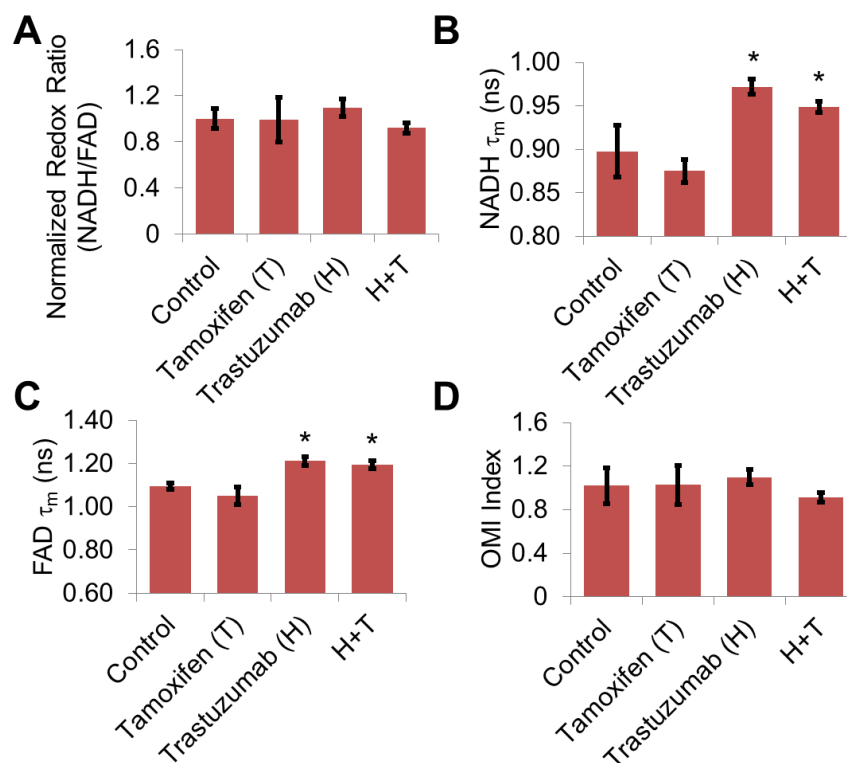 A
Normalized Redox Ratio
(NADH/FAD)
1.6
1.2
0.8
0.4
0
Control
Tamoxifen (T)
Trastuzumab (H)
H+T
B
NADH τm (ns)
1.00
0.95
0.90
0.85
0.80
*
*
Control
Tamoxifen (T)
Trastuzumab (H)
H+T
C
FAD τm (ns)
1.40
1.20
1.00
0.80
0.60
*
*
Control
Tamoxifen (T)
Trastuzumab (H)
H+T
D
OMI Index
1.6
1.2
0.8
0.4
0
Control
Tamoxifen (T)
Trastuzumab (H)
H+T